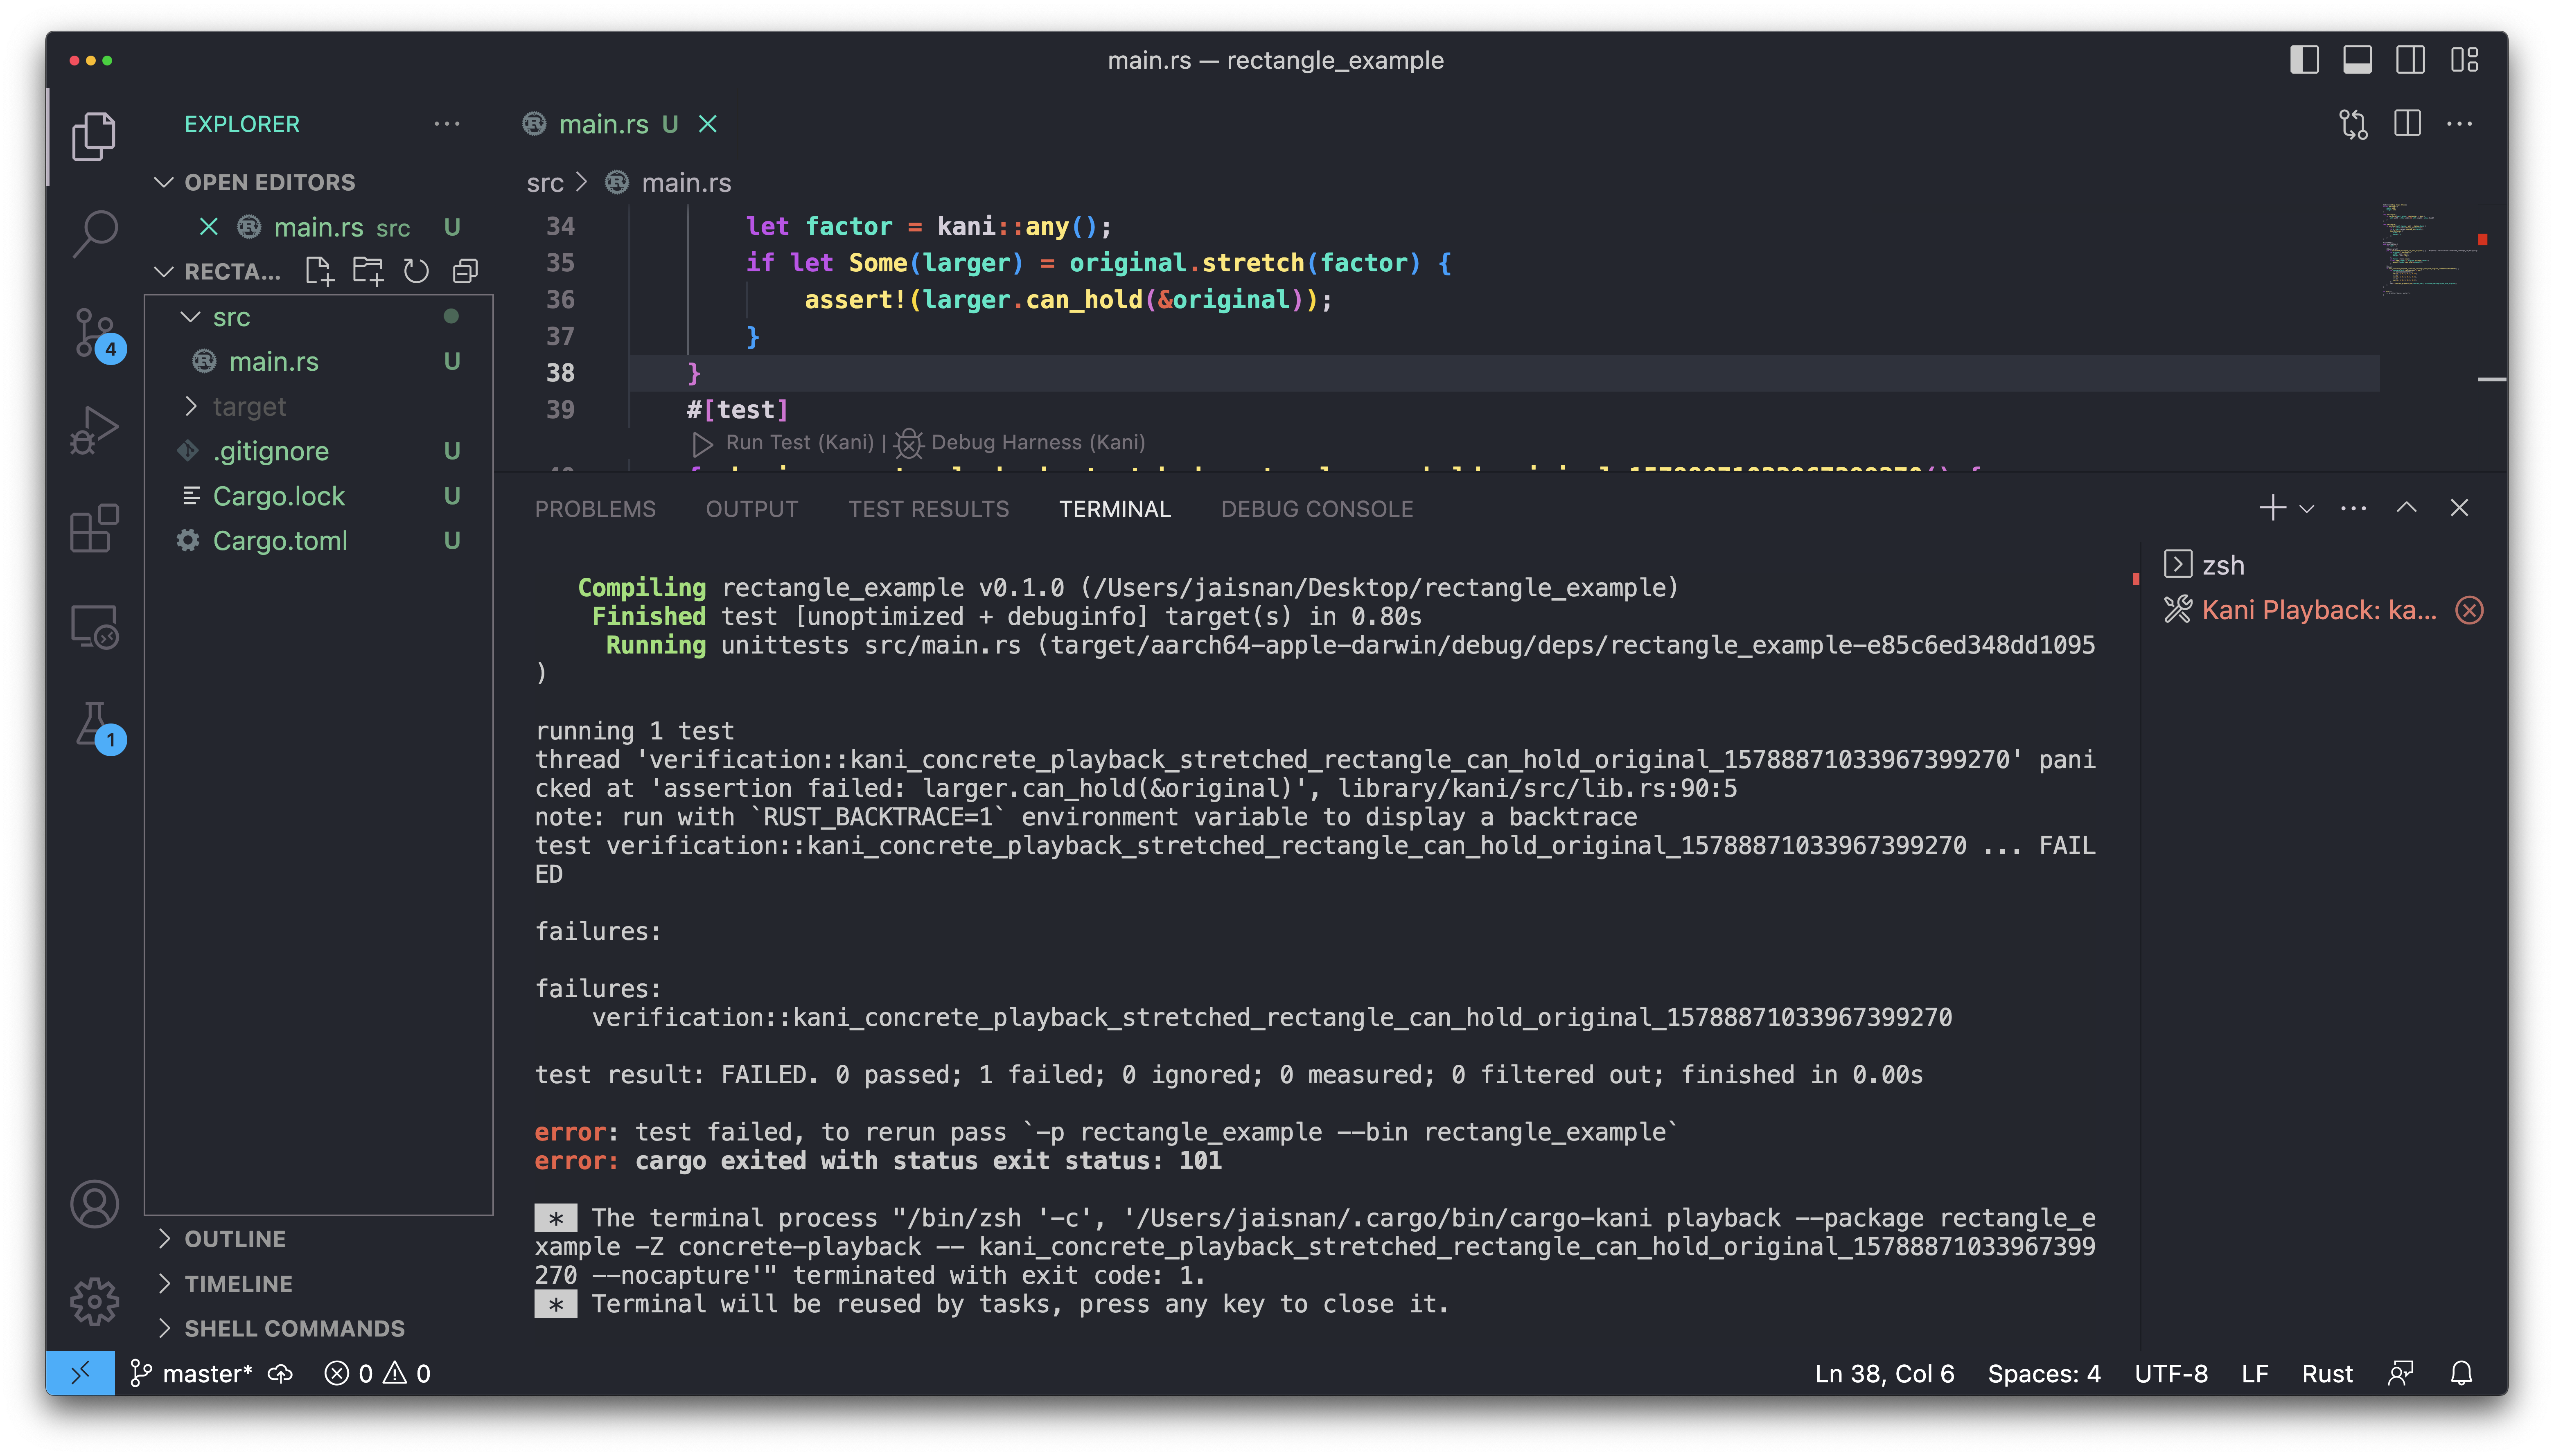 main.rs — rectangle_example
EXPLORER
main.rs U
OPEN EDITORS
main.rs src U
RECTA...
src
main.rs U
target
.gitignore U
Cargo.lock U
Cargo.toml U
OUTLINE
TIMELINE
SHELL COMMANDS
4
1
src > main.rs
34 let factor = kani::any();
35 if let Some(larger) = original.stretch(factor) {
36 assert!(larger.can_hold(&original));
37 }
38 }
39 #[test]
Run Test (Kani) | Debug Harness (Kani)
PROBLEMS OUTPUT TEST RESULTS TERMINAL DEBUG CONSOLE
Compiling rectangle_example v0.1.0 (/Users/jaisnan/Desktop/rectangle_example)
Finished test [unoptimized + debuginfo] target(s) in 0.80s
Running unittests src/main.rs (target/aarch64-apple-darwin/debug/deps/rectangle_example-e85c6ed348dd1095
)
running 1 test
thread 'verification::kani_concrete_playback_stretched_rectangle_can_hold_original_15788871033967399270' pani
cked at 'assertion failed: larger.can_hold(&original)', library/kani/src/lib.rs:90:5
note: run with `RUST_BACKTRACE=1` environment variable to display a backtrace
test verification::kani_concrete_playback_stretched_rectangle_can_hold_original_15788871033967399270 ... FAIL
ED
failures:
failures:
verification::kani_concrete_playback_stretched_rectangle_can_hold_original_15788871033967399270
test result: FAILED. 0 passed; 1 failed; 0 ignored; 0 measured; 0 filtered out; finished in 0.00s
error: test failed, to rerun pass `-p rectangle_example --bin rectangle_example`
error: cargo exited with status exit status: 101
* The terminal process "/bin/zsh '-c', '/Users/jaisnan/.cargo/bin/cargo-kani playback --package rectangle_e
xample -Z concrete-playback -- kani_concrete_playback_stretched_rectangle_can_hold_original_15788871033967399
270 --nocapture'" terminated with exit code: 1.
* Terminal will be reused by tasks, press any key to close it.
zsh
Kani Playback: ka...
master* 0 0
Ln 38, Col 6 Spaces: 4 UTF-8 LF Rust